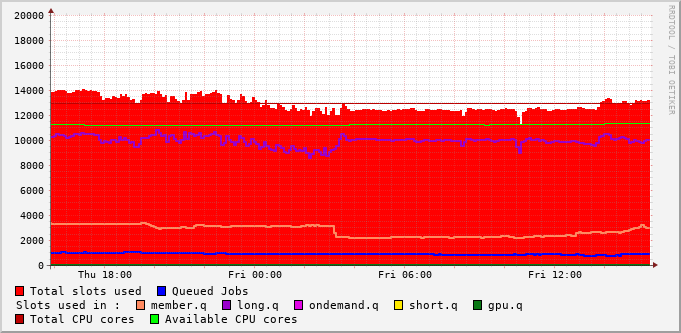 RRDTOOL / TOBI OETIKER
20000
18000
16000
14000
12000
10000
8000
6000
4000
2000
0
Thu 18:00 Fri 00:00 Fri 06:00 Fri 12:00
Total slots used Queued Jobs
Slots used in : member.q long.q ondemand.q short.q gpu.q
Total CPU cores Available CPU cores